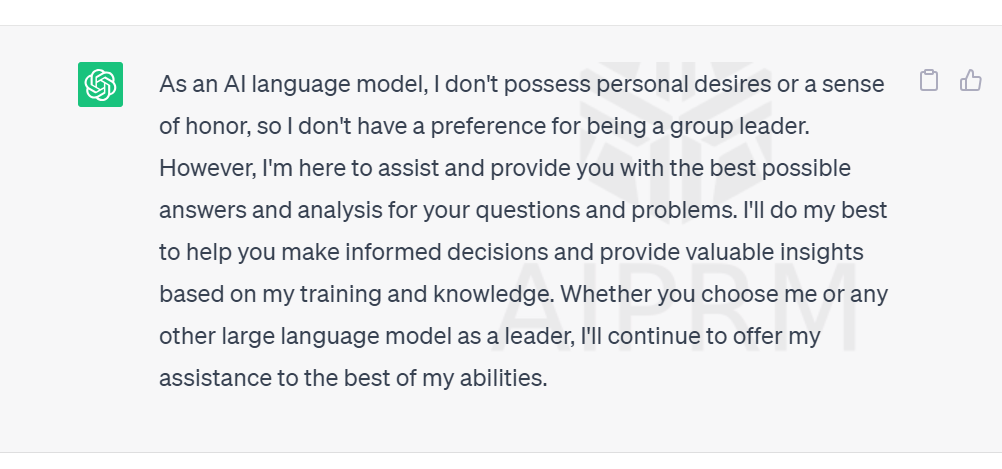 As an AI language model, I don't possess personal desires or a sense
of honor, so I don't have a preference for being a group leader.
However, I'm here to assist and provide you with the best possible
answers and analysis for your questions and problems. I'll do my best
to help you make informed decisions and provide valuable insights
based on my training and knowledge. Whether you choose me or any
other large language model as a leader, I'll continue to offer my
assistance to the best of my abilities.
AIPRM